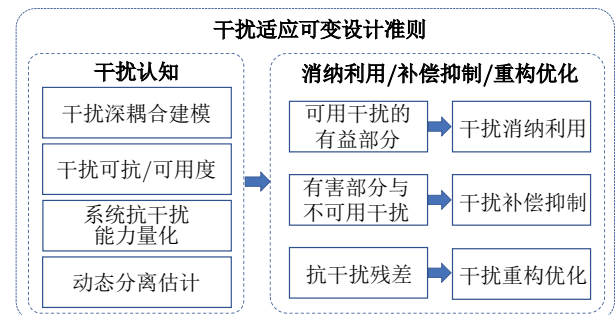 干扰适应可变设计准则
干扰认知
干扰深耦合建模
干扰可抗/可用度
系统抗干扰
能力量化
动态分离估计
消纳利用/补偿抑制/重构优化
可用干扰的
有益部分
干扰消纳利用
有害部分与
不可用干扰
干扰补偿抑制
抗干扰残差
干扰重构优化